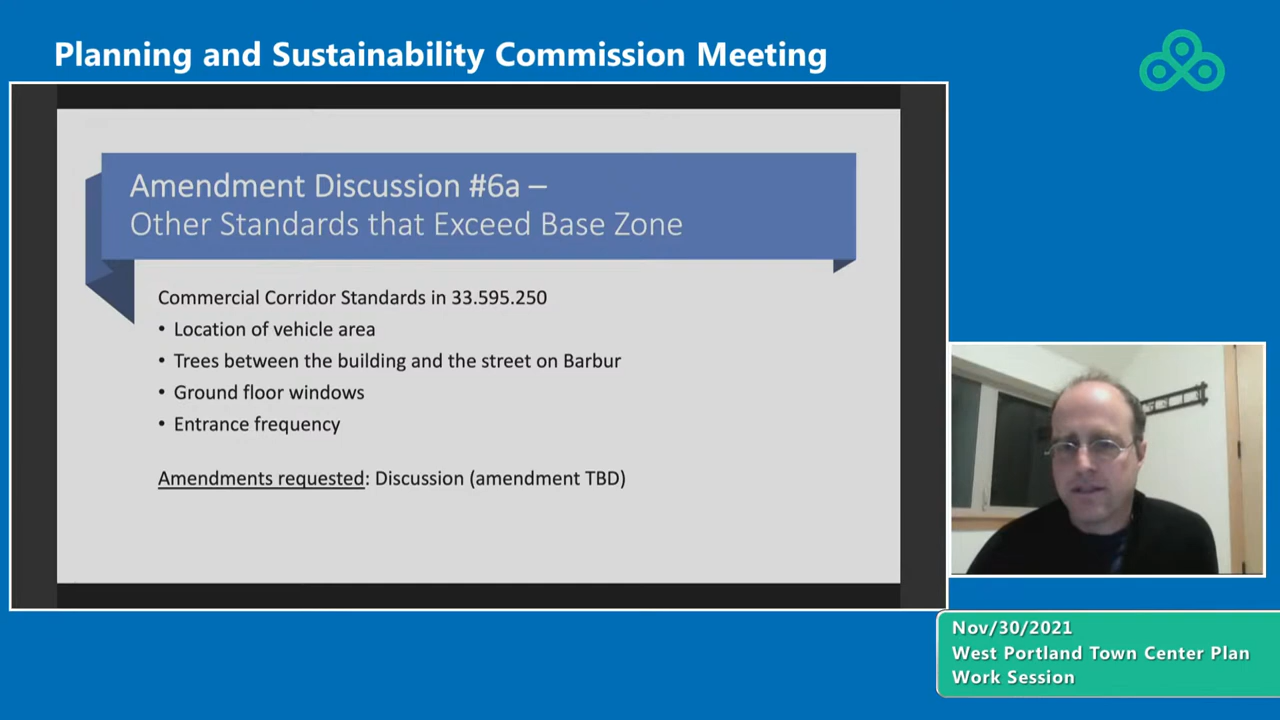 Planning and Sustainability Commission Meeting
Amendment Discussion #6a –
Other Standards that Exceed Base Zone
Commercial Corridor Standards in 33.595.250
• Location of vehicle area
• Trees between the building and the street on Barbur
• Ground floor windows
• Entrance frequency
Amendments requested: Discussion (amendment TBD)
Nov/30/2021
West Portland Town Center Plan
Work Session